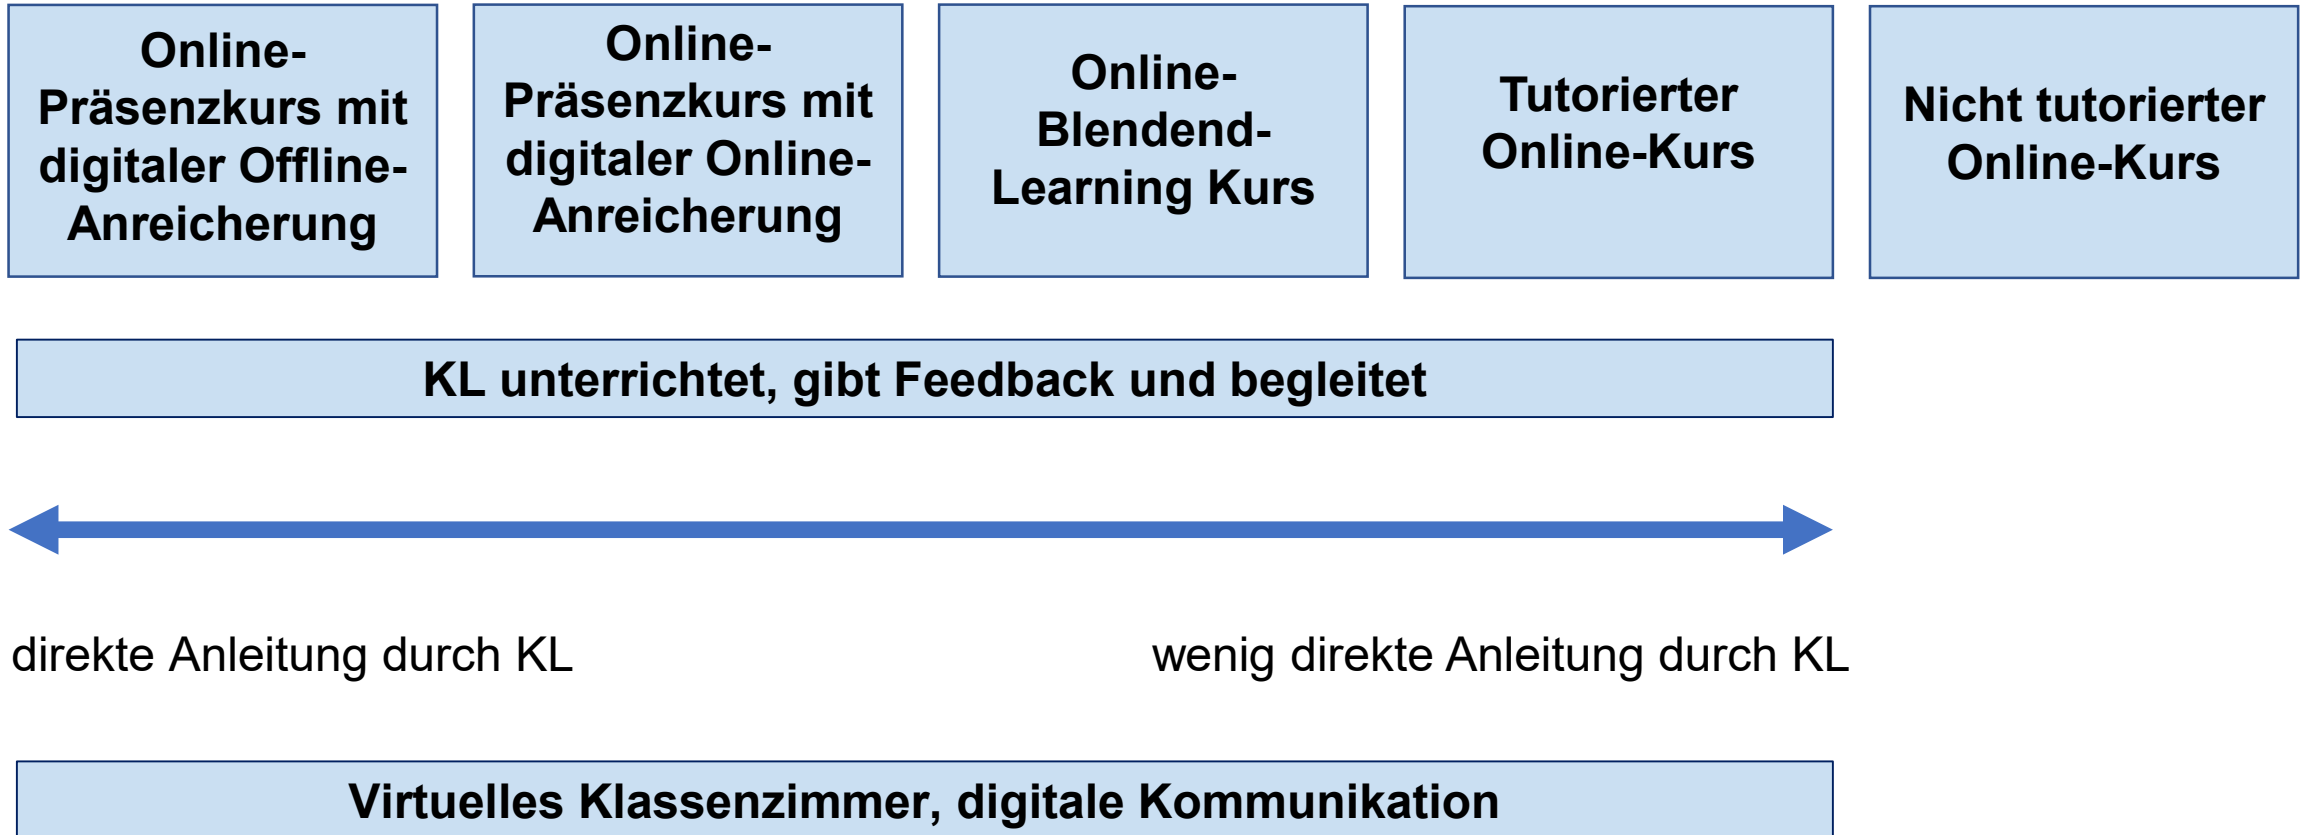 Online-
Präsenzkurs mit
digitaler Offline-
Anreicherung
Online-
Präsenzkurs mit
digitaler Online-
Anreicherung
Online-
Blendend-
Learning Kurs
Tutorierter
Online-Kurs
Nicht tutorierter
Online-Kurs
KL unterrichtet, gibt Feedback und begleitet
direkte Anleitung durch KL
wenig direkte Anleitung durch KL
Virtuelles Klassenzimmer, digitale Kommunikation